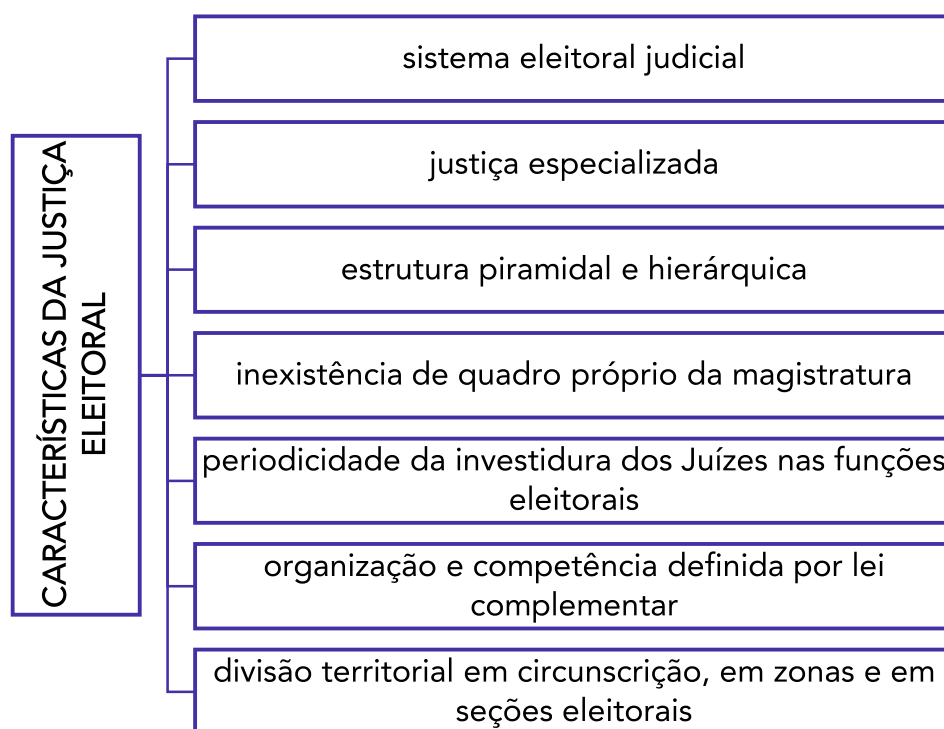 CARACTERÍSTICAS DA JUSTIÇA
ELEITORAL
sistema eleitoral judicial
justiça especializada
estrutura piramidal e hierárquica
inexistência de quadro próprio da magistratura
periodicidade da investidura dos Juízes nas funções
eleitorais
organização e competência definida por lei
complementar
divisão territorial em circunscrição, em zonas e em
seções eleitorais